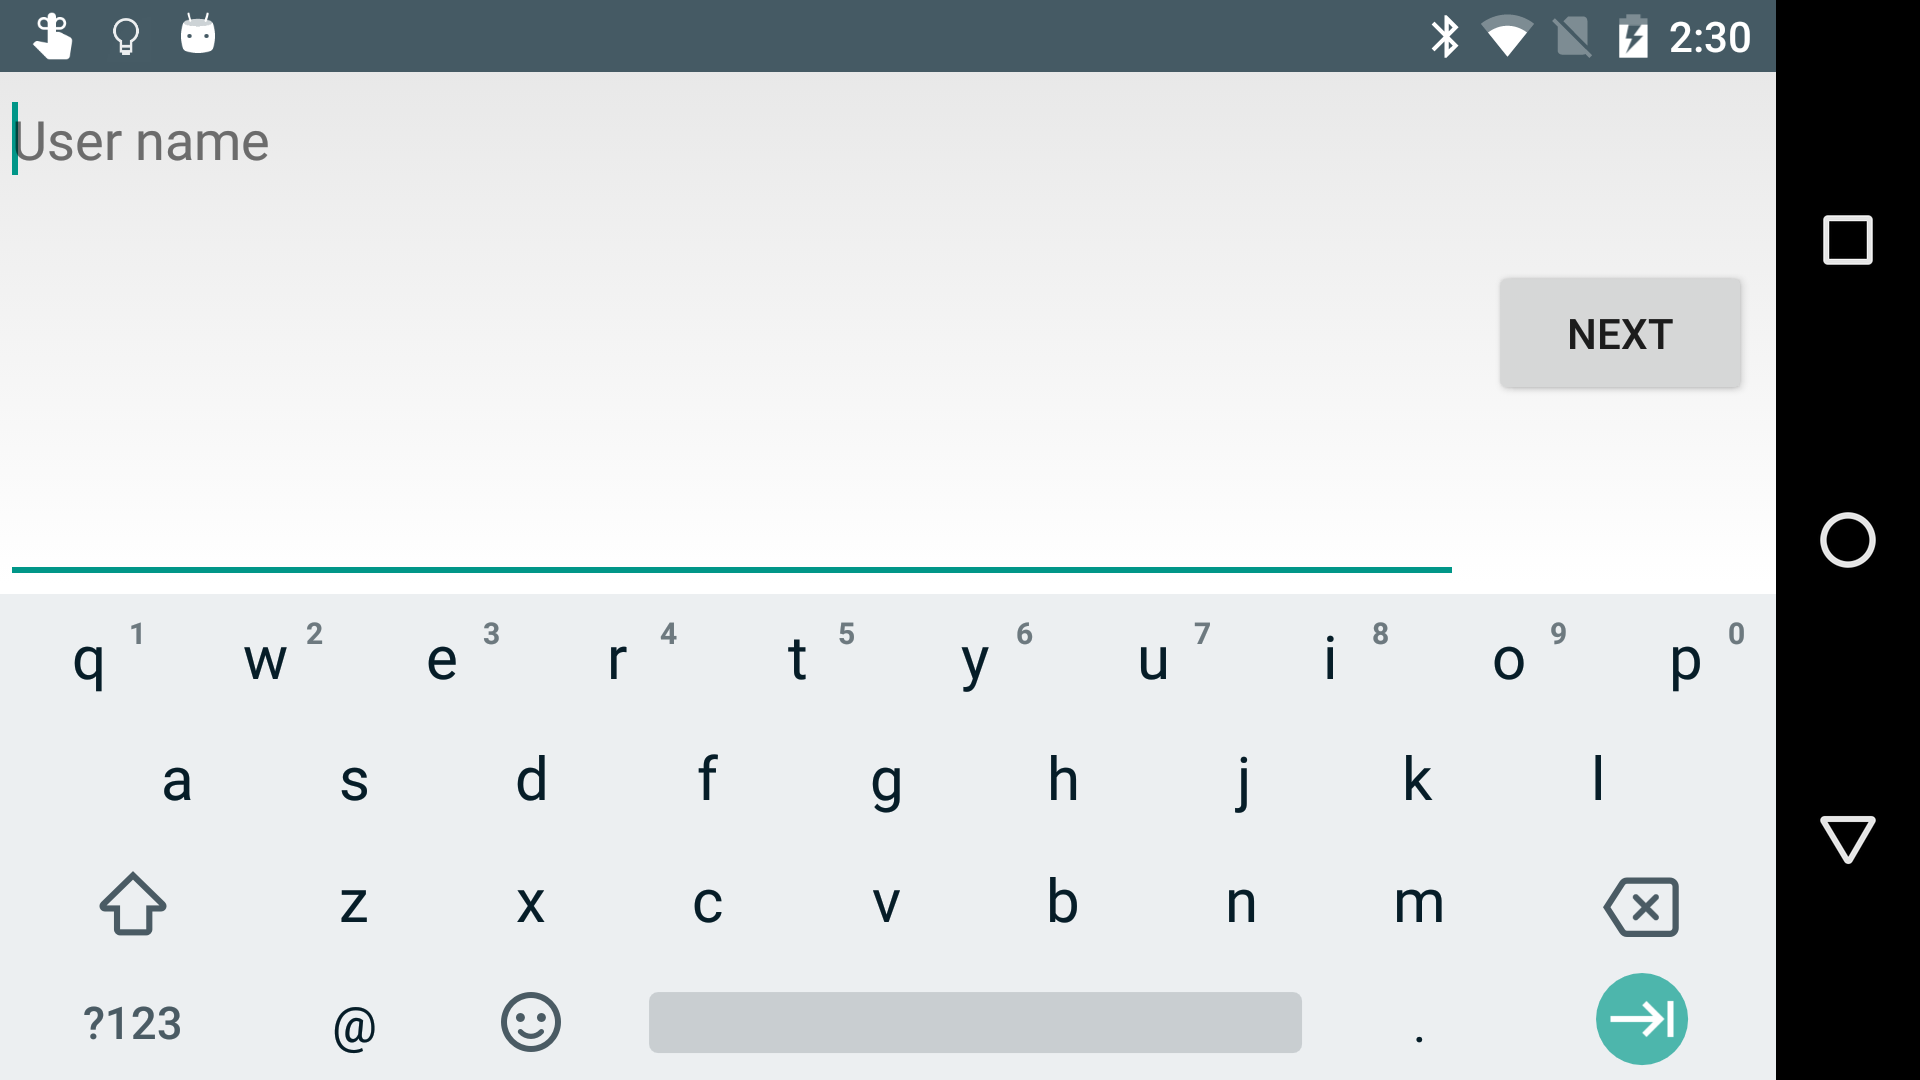 2:30
User name
NEXT
q 1 w 2 e 3 r 4 t 5 y 6 u 7 i 8 o 9 p 0
a s d f g h j k l
z x c v b n m
?123 @ .